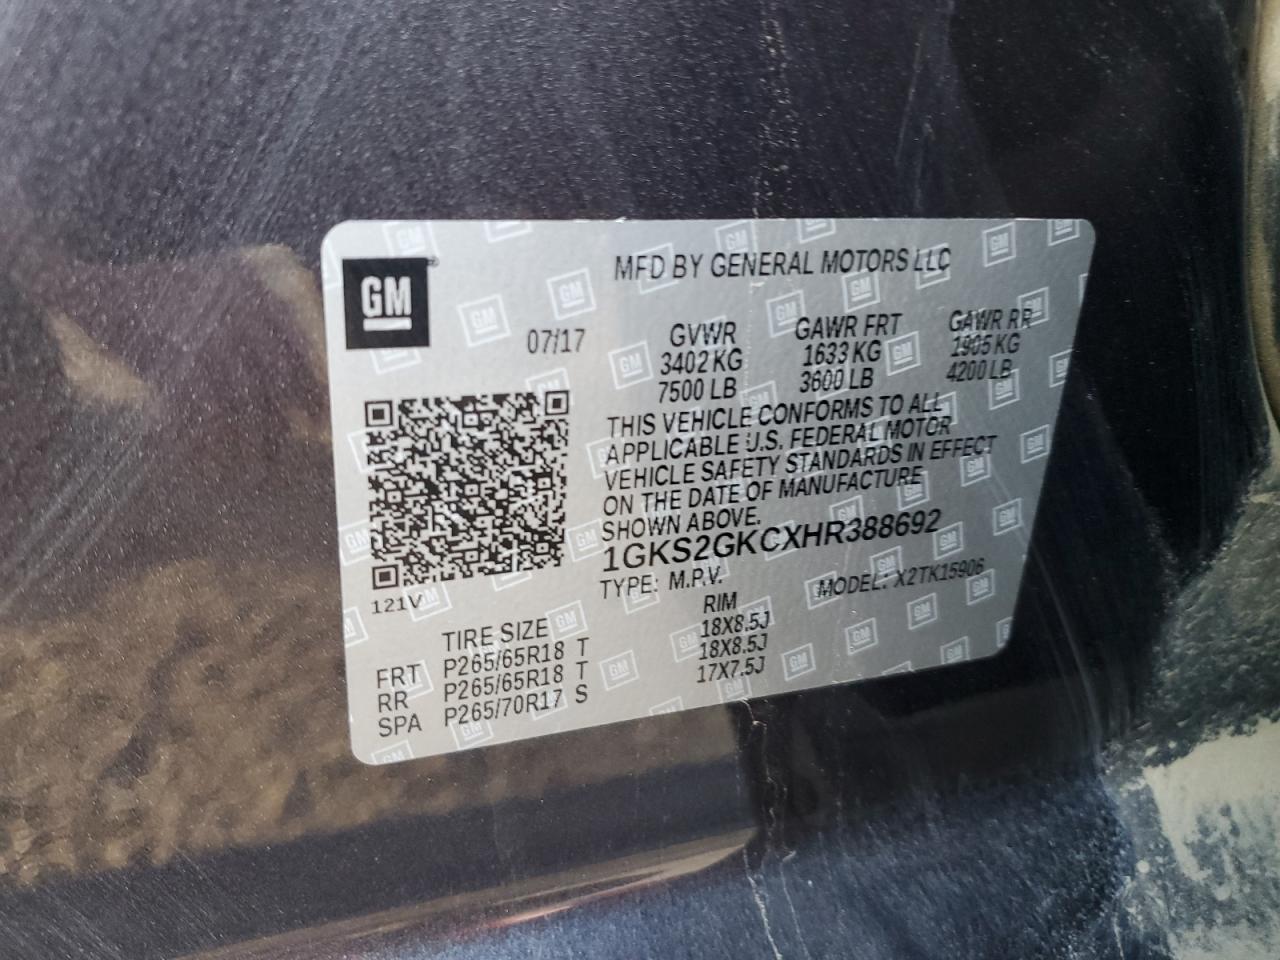 GM
MFD BY GENERAL MOTORS LLC
07/17 GVWR GAWR FRT GAWR RR
3402 KG 1633 KG 1905 KG
7500 LB 3600 LB 4200 LB
THIS VEHICLE CONFORMS TO ALL
APPLICABLE U.S. FEDERAL MOTOR
VEHICLE SAFETY STANDARDS IN EFFECT
ON THE DATE OF MANUFACTURE
SHOWN ABOVE.
1GKS2GKCXHR388692
TYPE: M.P.V. MODEL: X2TK15906
121V
TIRE SIZE RIM
FRT P265/65R18 T 18X8.5J
RR P265/65R18 T 18X8.5J
SPA P265/70R17 S 17X7.5J